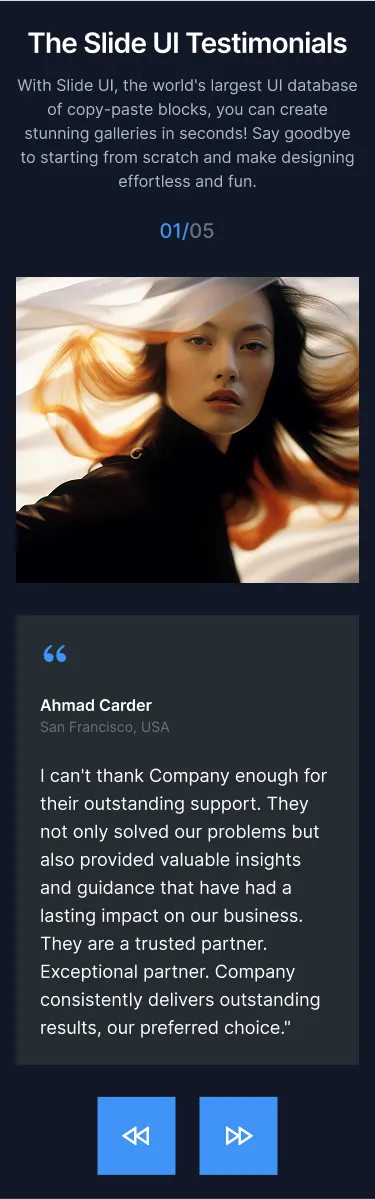 The Slide UI Testimonials
With Slide UI, the world's largest UI database
of copy-paste blocks, you can create
stunning galleries in seconds! Say goodbye
to starting from scratch and make designing
effortless and fun.
01/05
“
Ahmad Carder
San Francisco, USA
I can't thank Company enough for
their outstanding support. They
not only solved our problems but
also provided valuable insights
and guidance that have had a
lasting impact on our business.
They are a trusted partner.
Exceptional partner. Company
consistently delivers outstanding
results, our preferred choice."